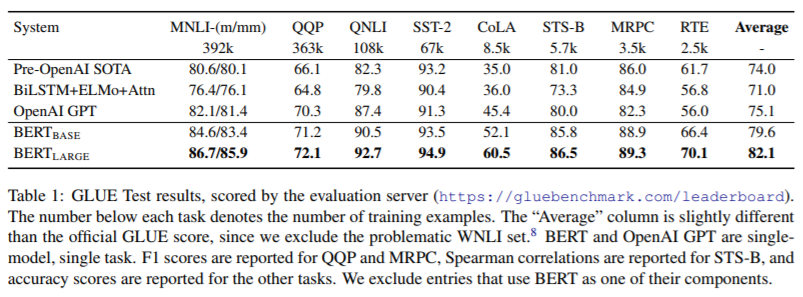 System MNLI-(m/mm) QQP QNLI SST-2 CoLA STS-B MRPC RTE Average
392k 363k 108k 67k 8.5k 5.7k 3.5k 2.5k -
Pre-OpenAI SOTA 80.6/80.1 66.1 82.3 93.2 35.0 81.0 86.0 61.7 74.0
BiLSTM+ELMo+Attn 76.4/76.1 64.8 79.8 90.4 36.0 73.3 84.9 56.8 71.0
OpenAI GPT 82.1/81.4 70.3 87.4 91.3 45.4 80.0 82.3 56.0 75.1
BERTBASE 84.6/83.4 71.2 90.5 93.5 52.1 85.8 88.9 66.4 79.6
BERTLARGE 86.7/85.9 72.1 92.7 94.9 60.5 86.5 89.3 70.1 82.1
Table 1: GLUE Test results, scored by the evaluation server (https://gluebenchmark.com/leaderboard).
The number below each task denotes the number of training examples. The “Average” column is slightly different
than the official GLUE score, since we exclude the problematic WNLI set.8 BERT and OpenAI GPT are single-
model, single task. F1 scores are reported for QQP and MRPC, Spearman correlations are reported for STS-B, and
accuracy scores are reported for the other tasks. We exclude entries that use BERT as one of their components.